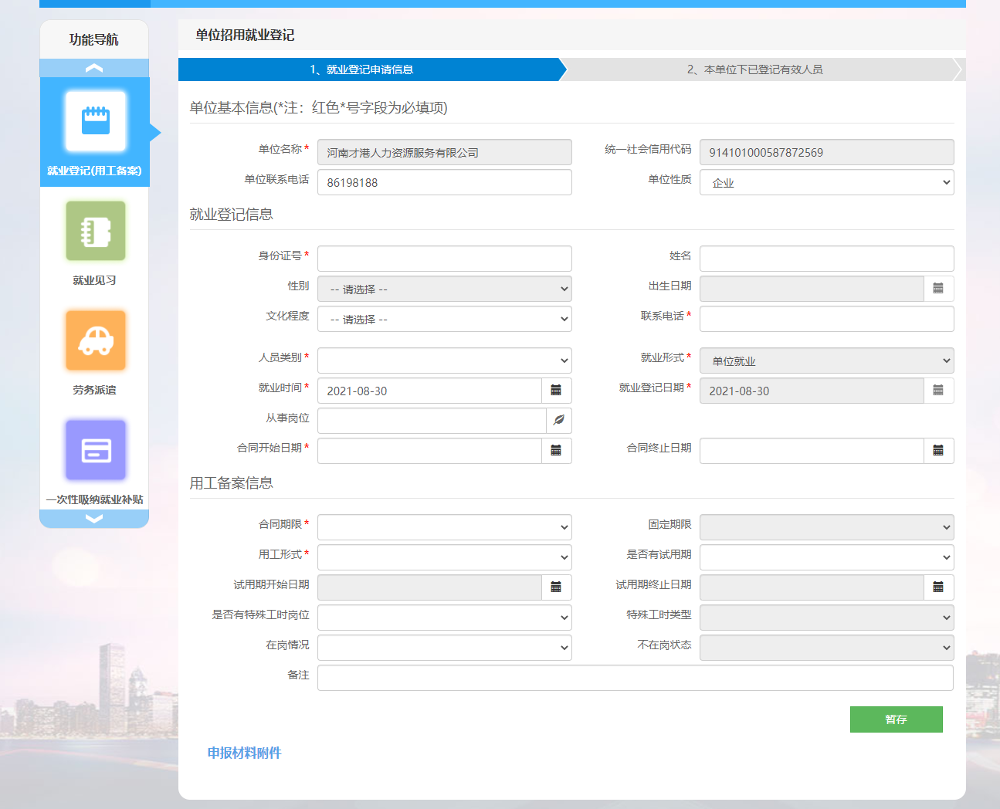 功能导航
就业登记(用工备案)
就业见习
劳务派遣
一次性吸纳就业补贴
单位招用就业登记
1、就业登记申请信息
2、本单位下已登记有效人员
单位基本信息(*注：红色*号字段为必填项)
单位名称* 河南才港人力资源服务有限公司 统一社会信用代码 914101000587872569
单位联系电话 86198188 单位性质 企业
就业登记信息
身份证号* 姓名
性别 -- 请选择 -- 出生日期
文化程度 -- 请选择 -- 联系电话*
人员类别* 就业形式* 单位就业
就业时间* 2021-08-30 就业登记日期* 2021-08-30
从事岗位
合同开始日期* 合同终止日期
用工备案信息
合同期限* 固定期限
用工形式* 是否有试用期
试用期开始日期 试用期终止日期
是否有特殊工时岗位 特殊工时类型
在岗情况 不在岗状态
备注
暂存
申报材料附件